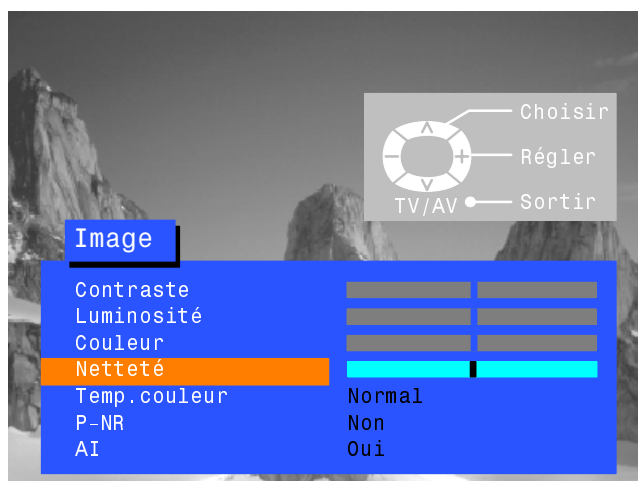 Choisir
Régler
TV/AV Sortir
Image
Contraste
Luminosité
Couleur
Netteté
Temp.couleur Normal
P-NR Non
AI Oui